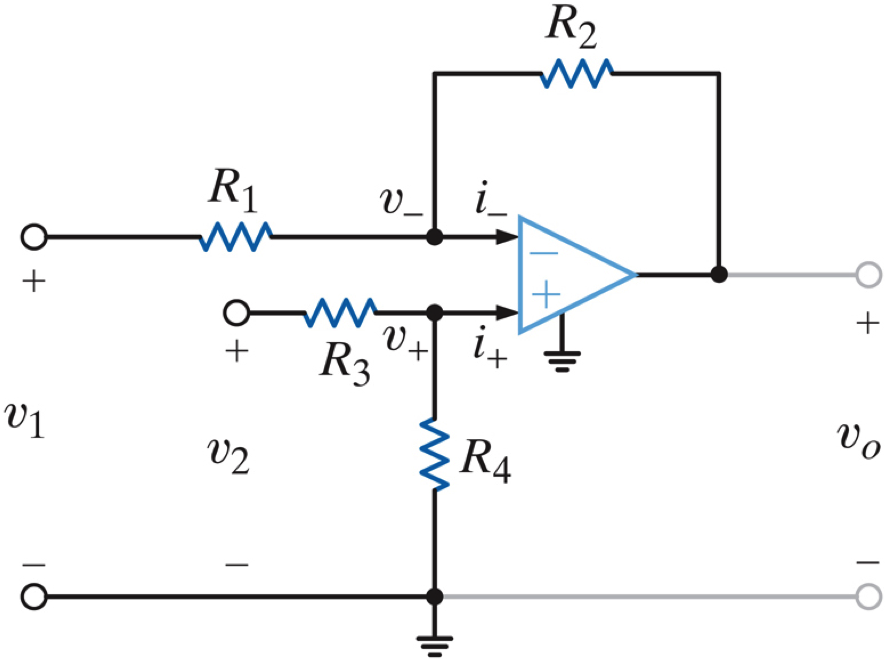 R₂
R₁
v₋ i₋
−
+
+
+
+
R₃ v₊ i₊
v₁
v₂
R₄
vₒ
− − −